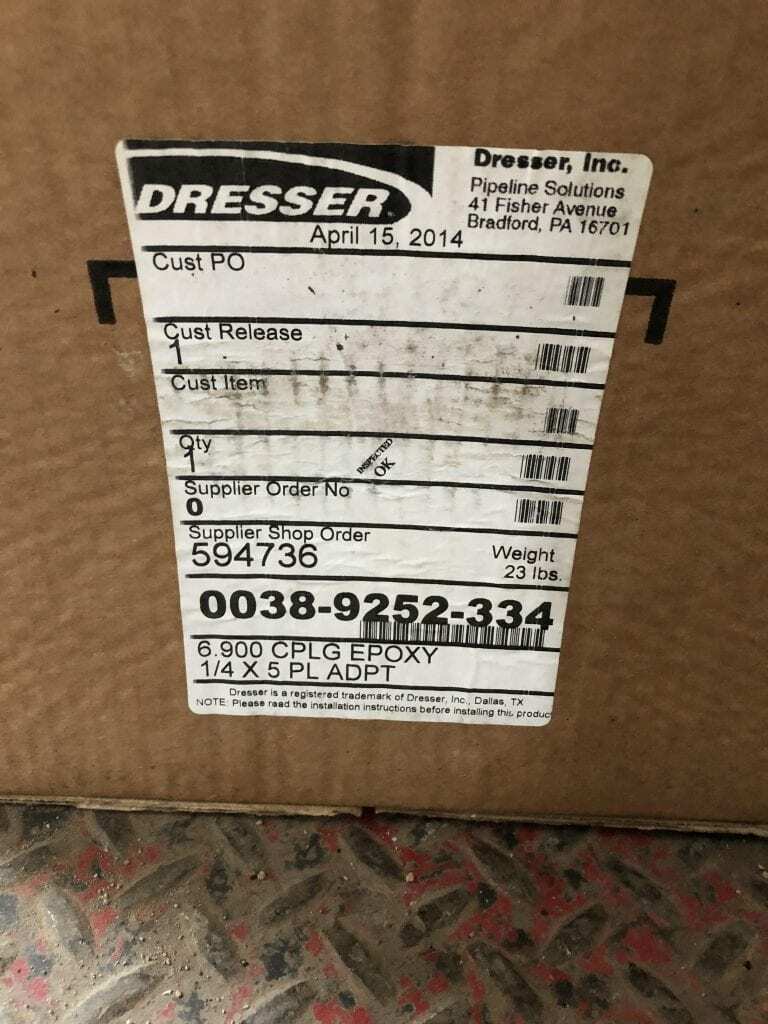 DRESSER
Dresser, Inc.
Pipeline Solutions
41 Fisher Avenue
Bradford, PA 16701
April 15, 2014
Cust PO
Cust Release
1
Cust Item
Qty
1
INSPECTED
OK
Supplier Order No
0
Supplier Shop Order
594736
Weight
23 lbs.
0038-9252-334
6.900 CPLG EPOXY
1/4 X 5 PL ADPT
Dresser is a registered trademark of Dresser, Inc., Dallas, TX
NOTE: Please read the installation instructions before installing this produc